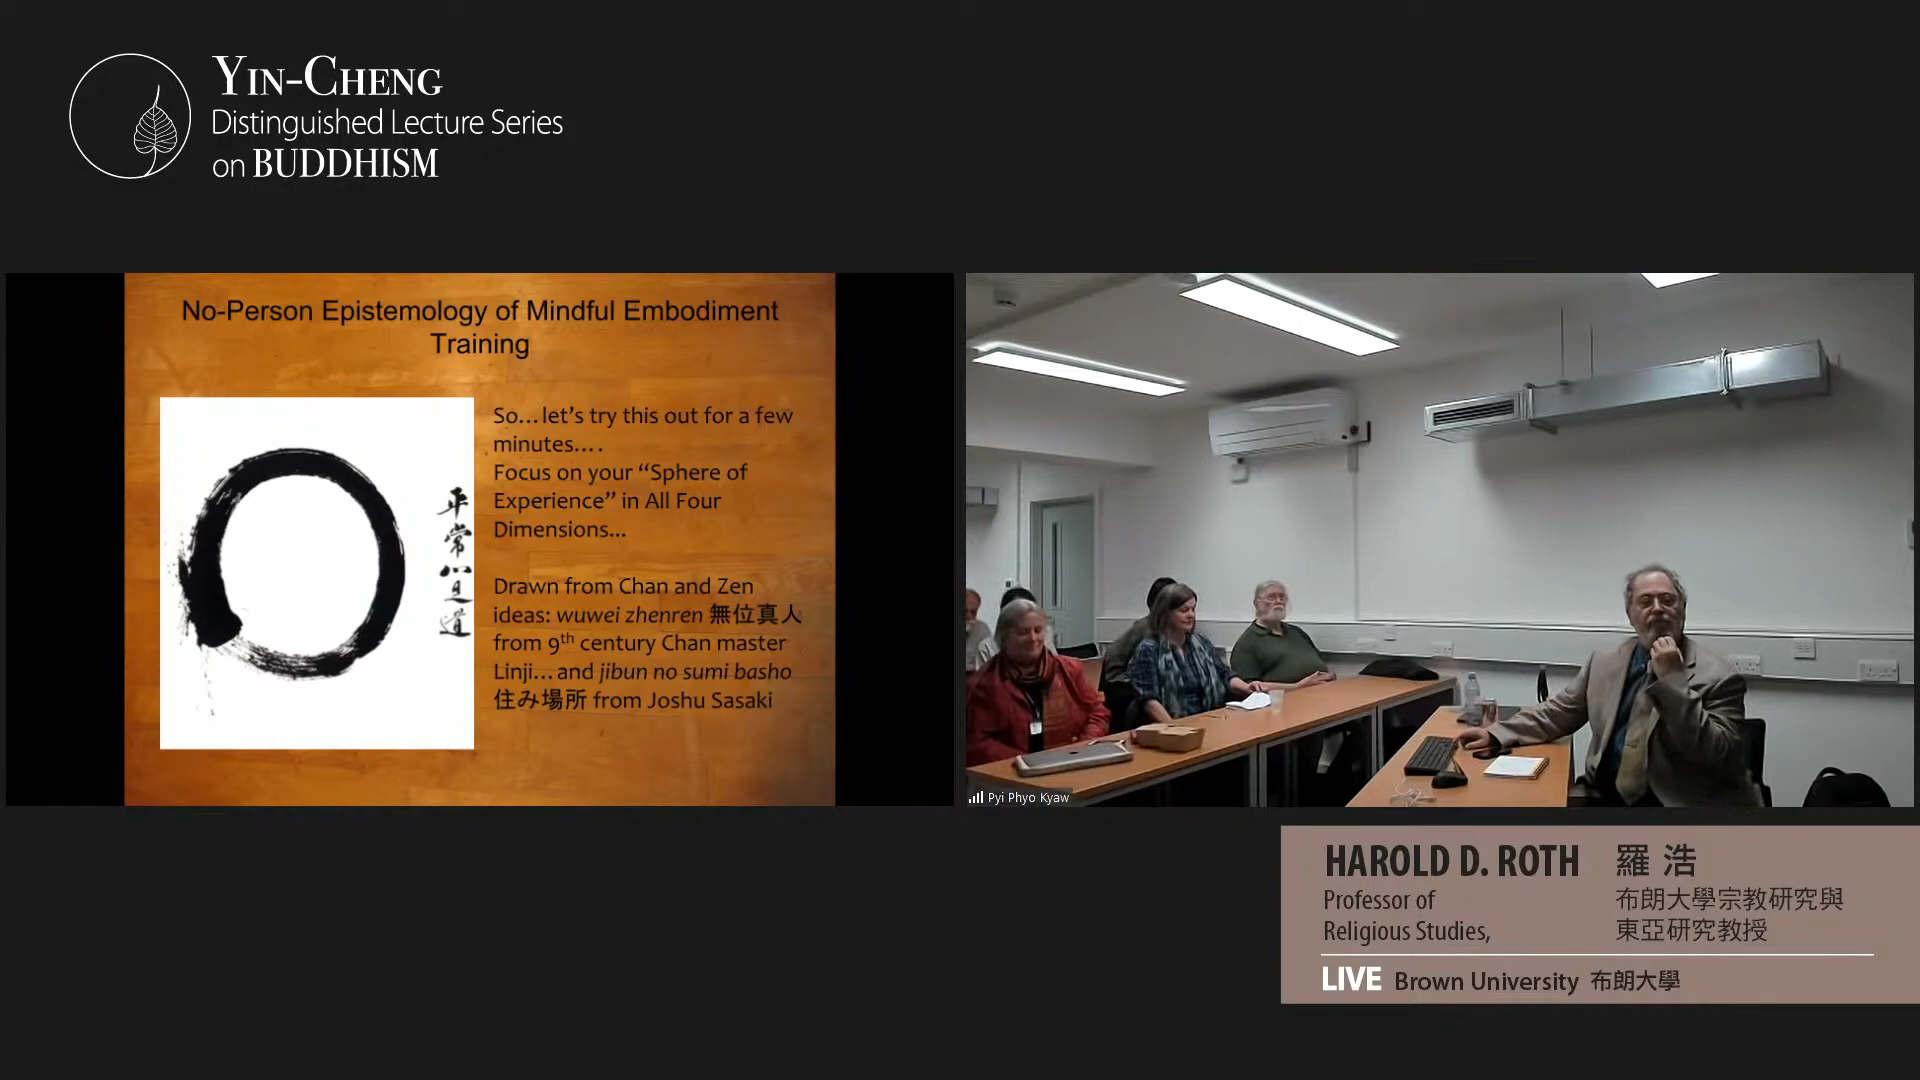 YIN-CHENG
Distinguished Lecture Series
on BUDDHISM
No-Person Epistemology of Mindful Embodiment
Training
平常心是道
So...let's try this out for a few
minutes....
Focus on your “Sphere of
Experience” in All Four
Dimensions...
Drawn from Chan and Zen
ideas: wuwei zhenren 無位真人
from 9th century Chan master
Linji...and jibun no sumi basho
住み場所 from Joshu Sasaki
Pyi Phyo Kyaw
HAROLD D. ROTH 羅浩
Professor of
Religious Studies,
布朗大學宗教研究與
東亞研究教授
LIVE Brown University 布朗大學